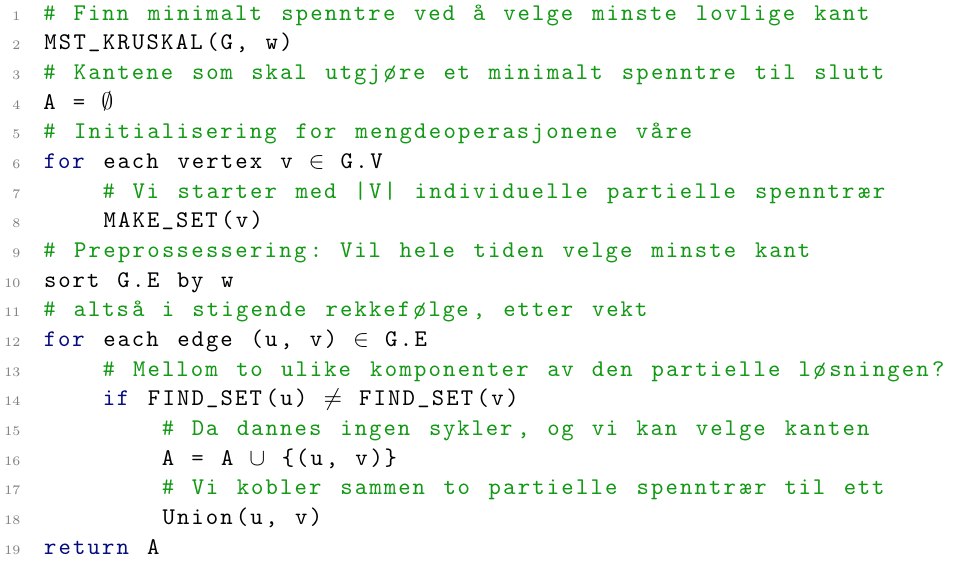 1 # Finn minimalt spenntre ved å velge minste lovlige kant
2 MST_KRUSKAL(G, w)
3 # Kantene som skal utgjøre et minimalt spenntre til slutt
4 A = ∅
5 # Initialisering for mengdeoperasjonene våre
6 for each vertex v ∈ G.V
7     # Vi starter med |V| individuelle partielle spenntrær
8     MAKE_SET(v)
9 # Preprossessering: Vil hele tiden velge minste kant
10 sort G.E by w
11 # altså i stigende rekkefølge, etter vekt
12 for each edge (u, v) ∈ G.E
13     # Mellom to ulike komponenter av den partielle løsningen?
14     if FIND_SET(u) ≠ FIND_SET(v)
15         # Da dannes ingen sykler, og vi kan velge kanten
16         A = A ∪ {(u, v)}
17         # Vi kobler sammen to partielle spenntrær til ett
18         Union(u, v)
19 return A